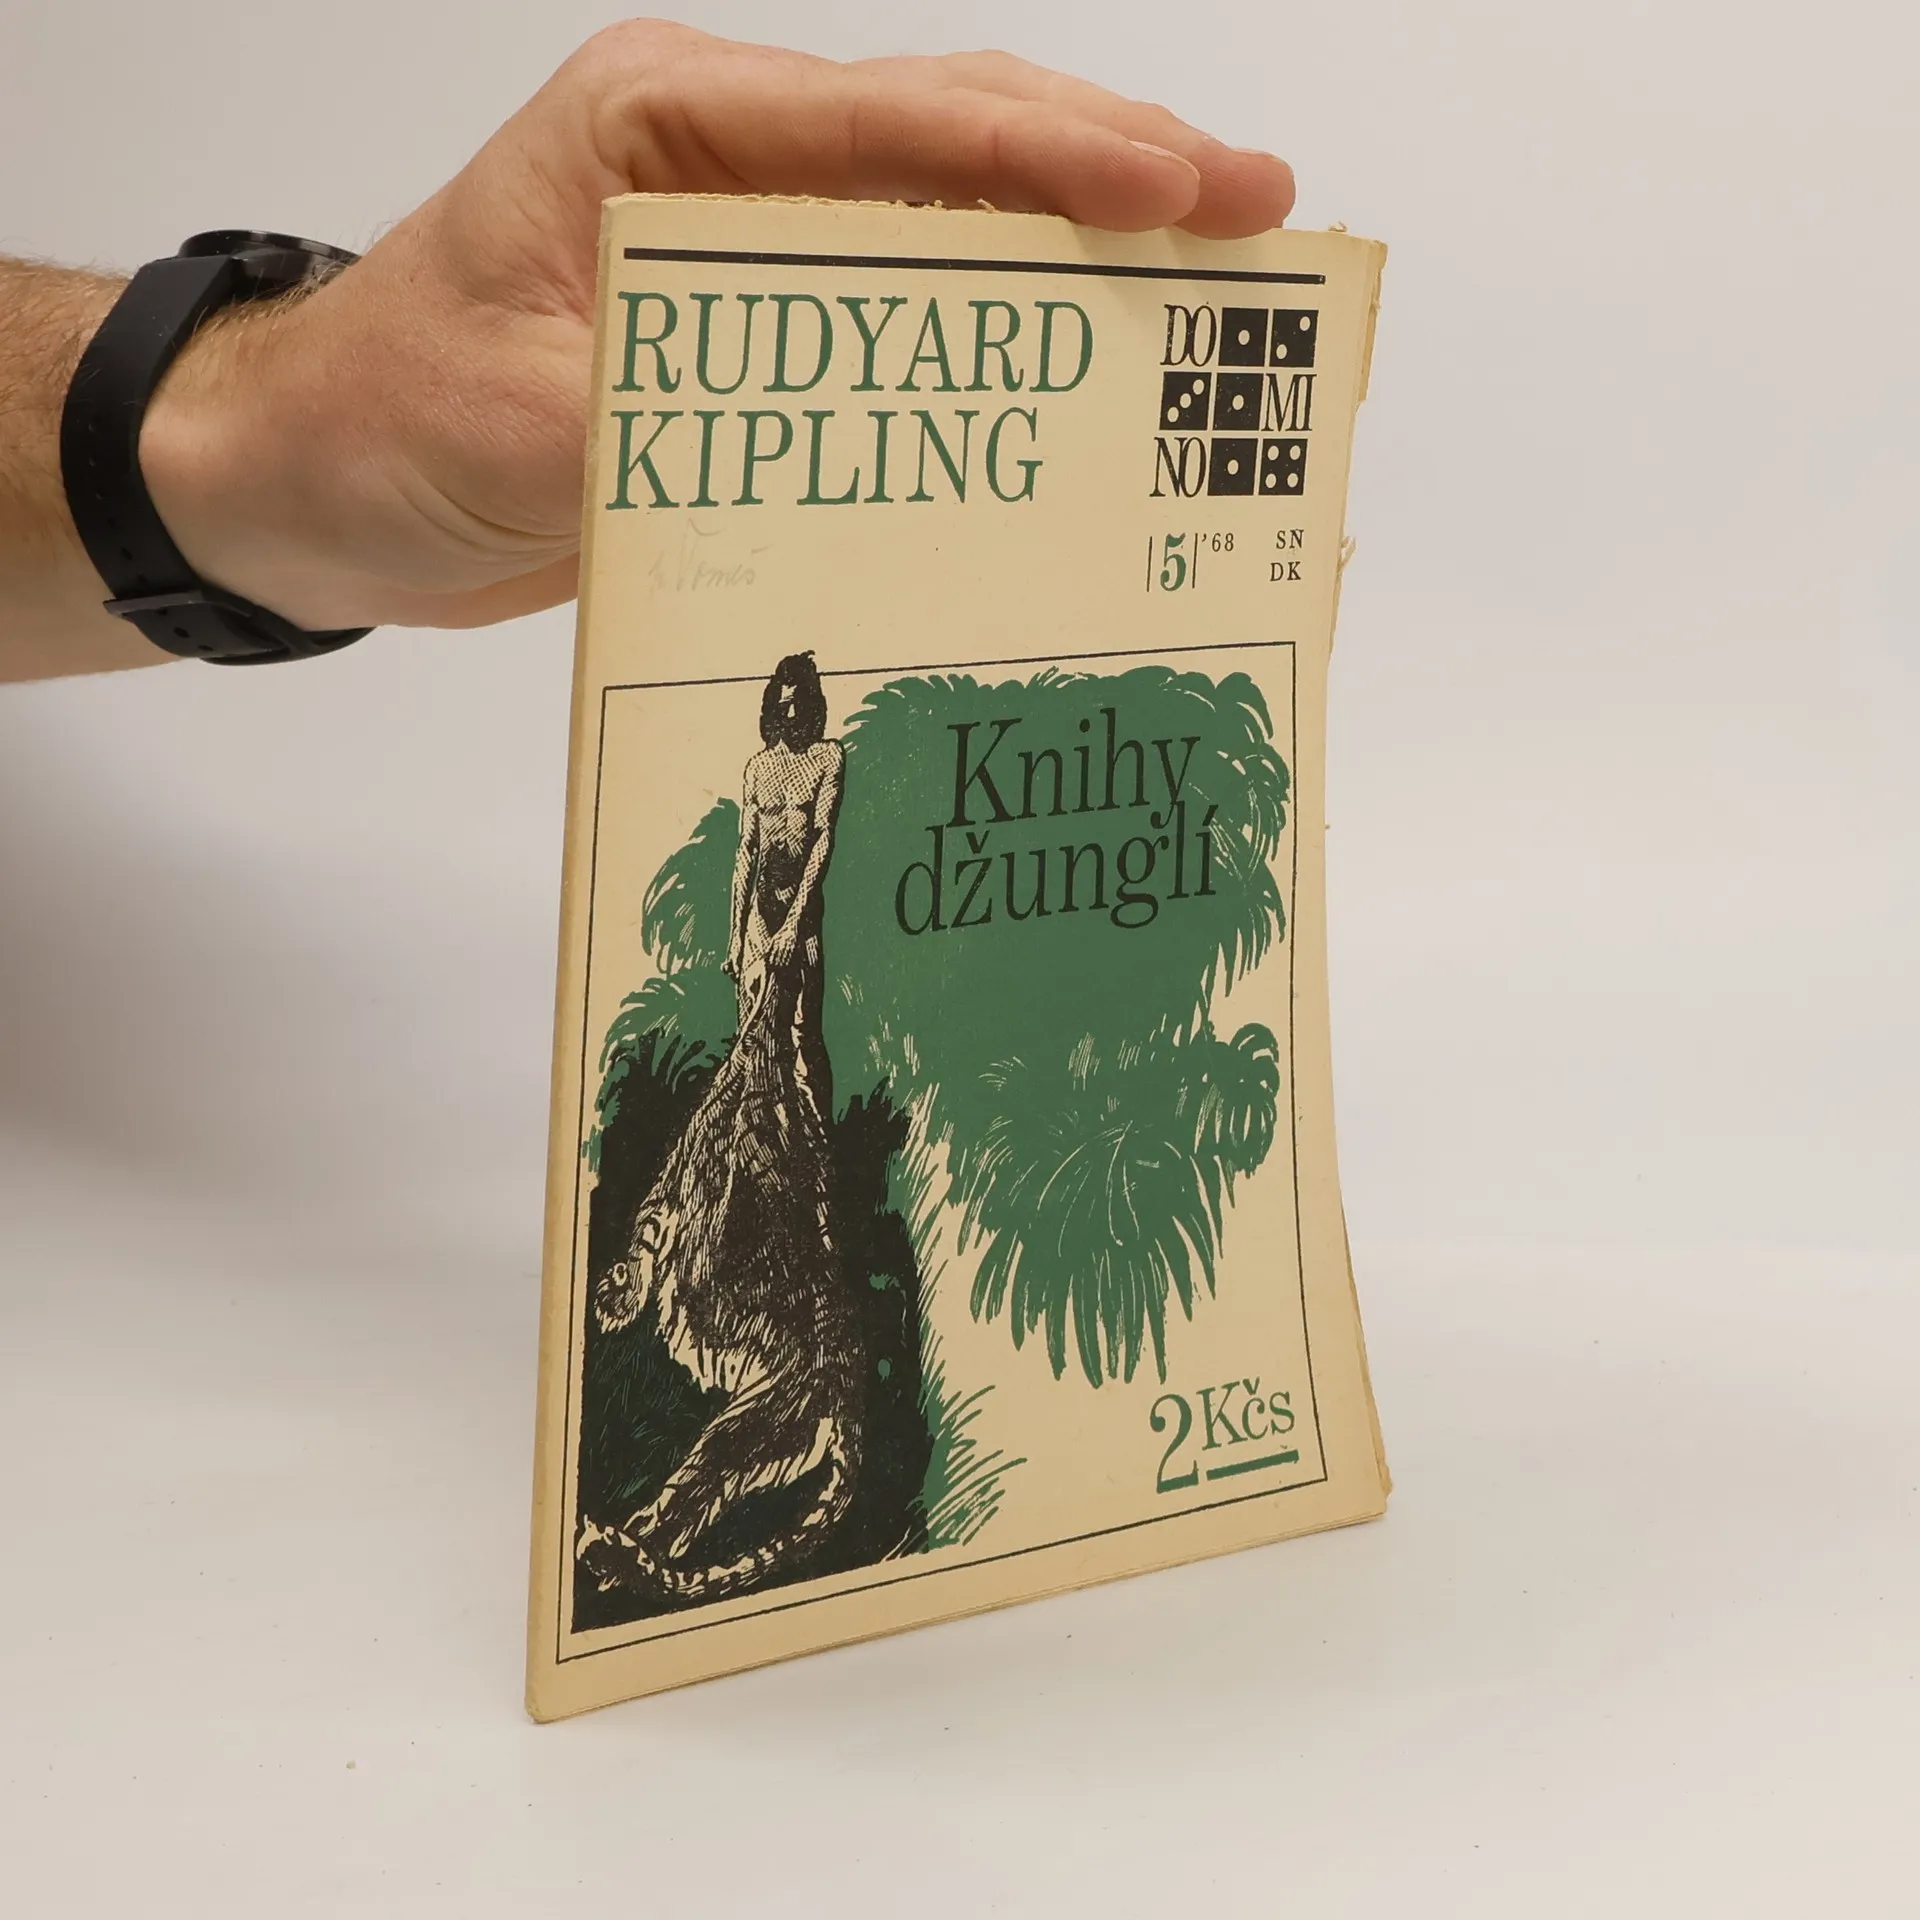 RUDYARD
KIPLING
DO
MI
NO
5 '68
SN
DK
Knihy
džunglí
2 Kčs